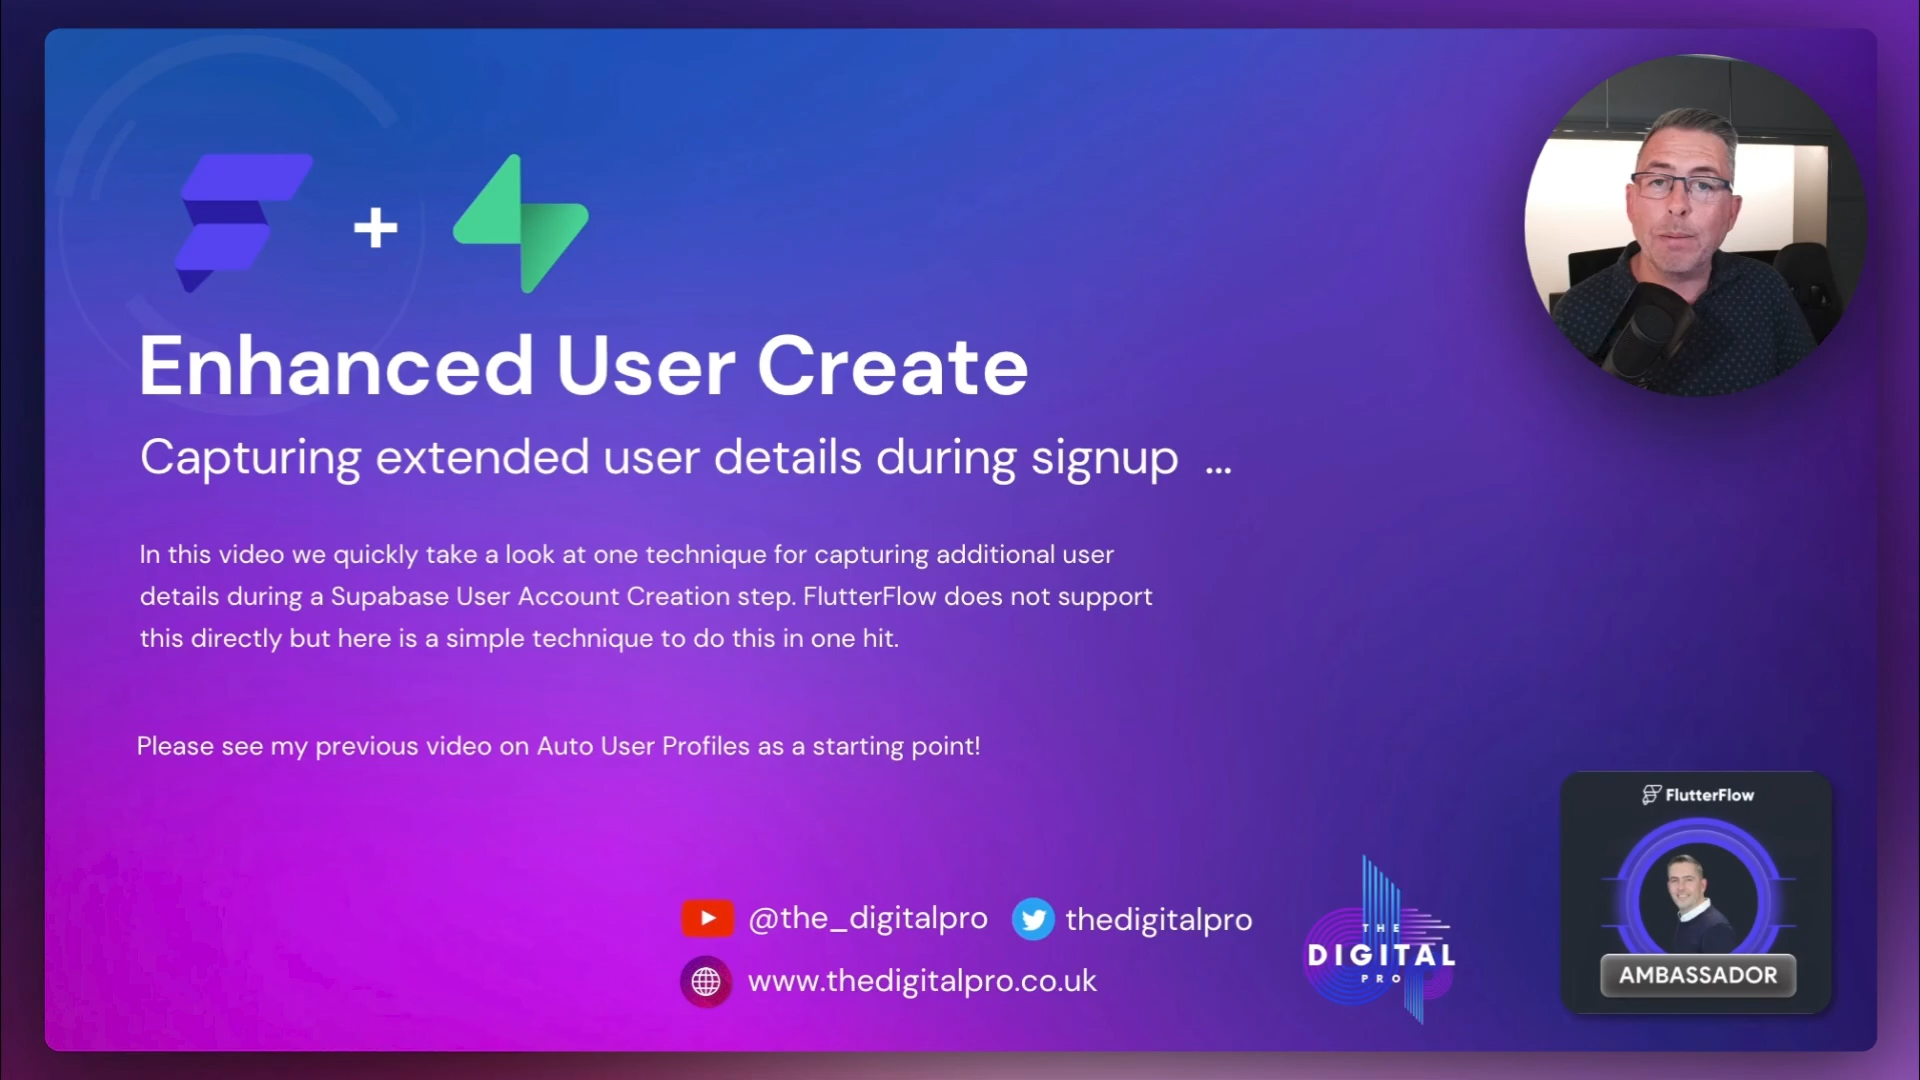 +
Enhanced User Create
Capturing extended user details during signup ...
In this video we quickly take a look at one technique for capturing additional user
details during a Supabase User Account Creation step. FlutterFlow does not support
this directly but here is a simple technique to do this in one hit.
Please see my previous video on Auto User Profiles as a starting point!
@the_digitalpro
thedigitalpro
www.thedigitalpro.co.uk
THE
DIGITAL
PRO
FlutterFlow
AMBASSADOR